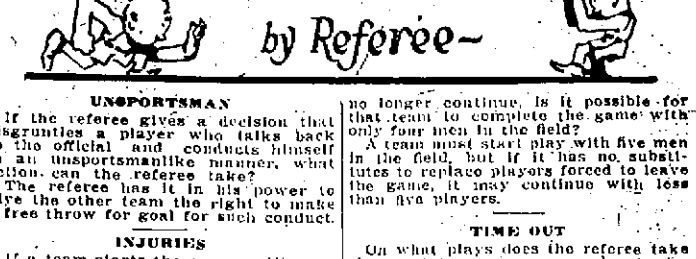 by Referee~
UNSPORTSMAN
If the referee gives a decision that
disgruntles a player who talks back
to the official and conducts himself
in an unsportsmanlike manner, what
action can the referee take?
The referee has it in his power to
give the other team the right to make
free throw for goal for such conduct.
INJURIES
If a team starts the
no longer continue, is it possible for
that team to complete the game with
only four men in the field?
A team must start play with five men
in the field, but if it has no substi-
tutes to replace players forced to leave
the game, it may continue with less
than five players.
TIME OUT
On what plays does the referee take